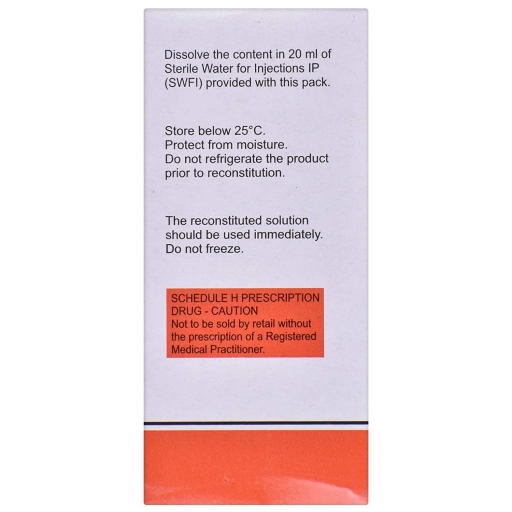 Dissolve the content in 20 ml of
Sterile Water for Injections IP
(SWFI) provided with this pack.
Store below 25°C.
Protect from moisture.
Do not refrigerate the product
prior to reconstitution.
The reconstituted solution
should be used immediately.
Do not freeze.
SCHEDULE H PRESCRIPTION
DRUG - CAUTION
Not to be sold by retail without
the prescription of a Registered
Medical Practitioner.